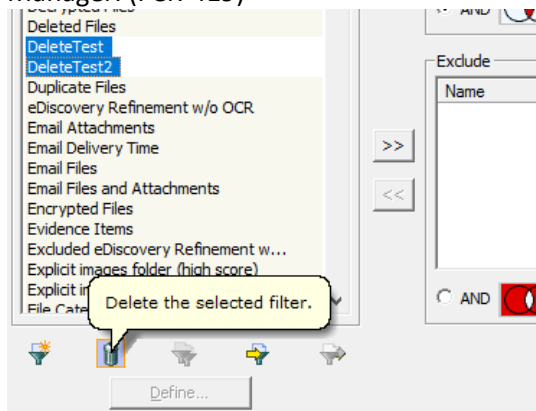 Deleted Files
DeleteTest
DeleteTest2
Duplicate Files
eDiscovery Refinement w/o OCR
Email Attachments
Email Delivery Time
Email Files
Email Files and Attachments
Encrypted Files
Evidence Items
Excluded eDiscovery Refinement w...
Explicit images folder (high score)
Explicit
File
Delete the selected filter.
Define...
AND
Exclude
Name
>>
<<
AND